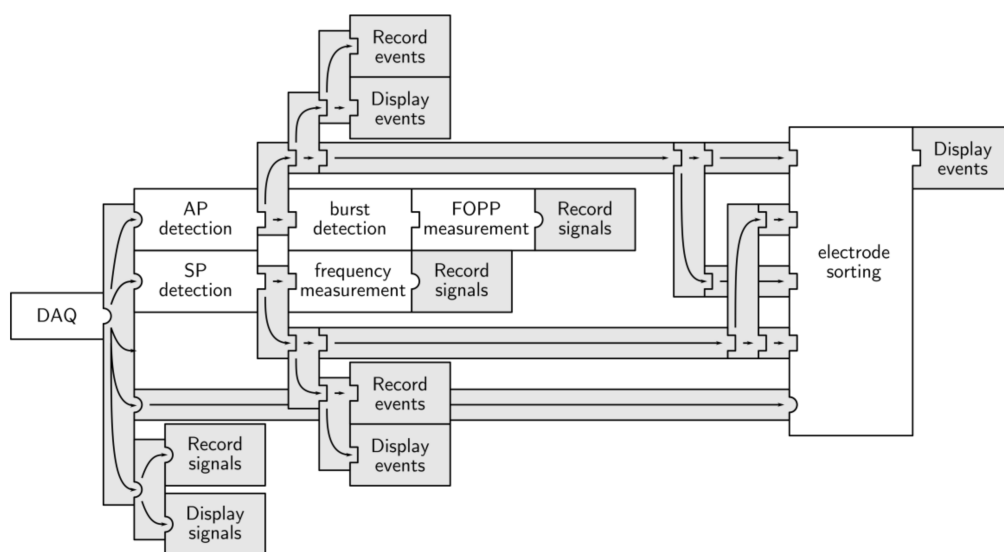 Record
events
Display
events
Display
events
AP
detection
burst
detection
FOPP
measurement
Record
signals
electrode
sorting
SP
detection
frequency
measurement
Record
signals
DAQ
Record
events
Display
events
Record
signals
Display
signals